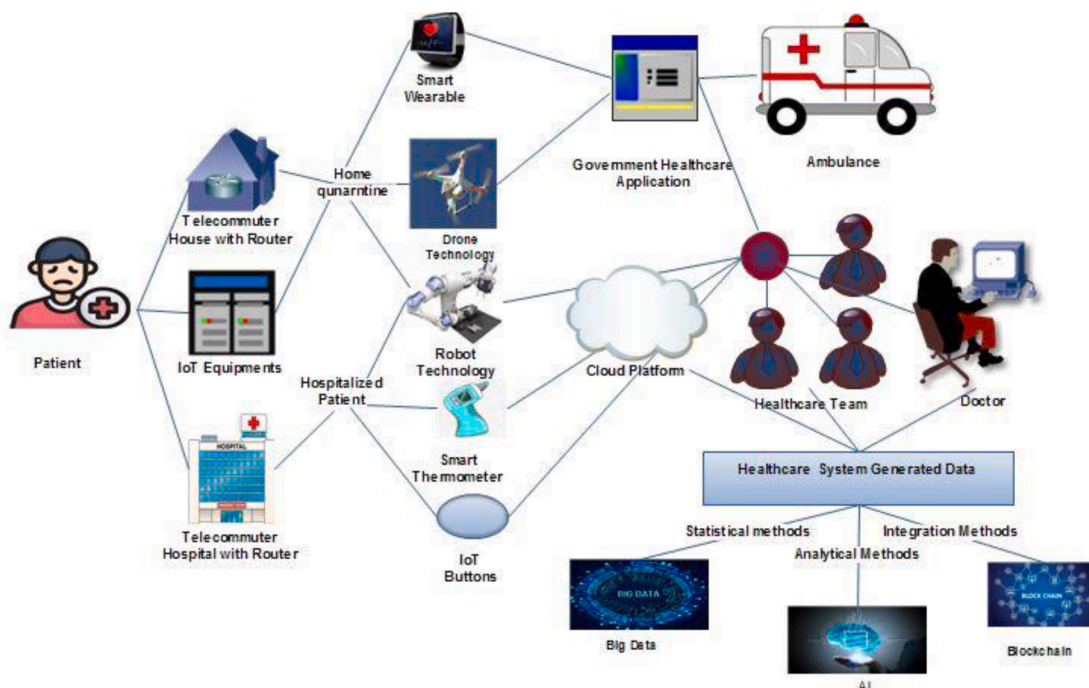 Smart
Wearable
Government Healthcare
Application
Ambulance
Home
qunarntine
Telecommuter
House with Router
Drone
Technology
Patient
IoT Equipments
Robot
Technology
Cloud Platform
Healthcare Team
Doctor
Hospitalized
Patient
HOSPITAL
Smart
Thermometer
Telecommuter
Hospital with Router
IoT
Buttons
Healthcare System Generated Data
Statistical methods
Analytical Methods
Integration Methods
BIG DATA
Big Data
AI
BLOCK CHAIN
Blockchain